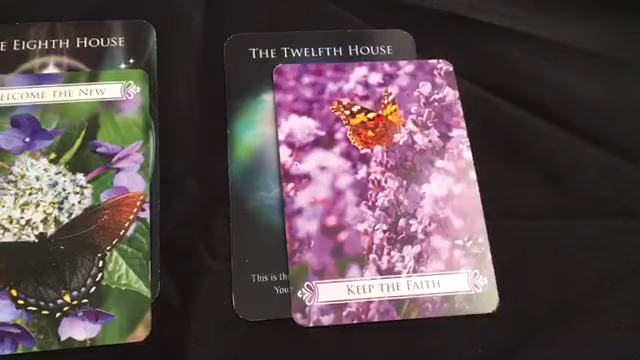 E EIGHTH HOUSE
ELCOME THE NEW
THE TWELFTH HOUSE
This is th
You
KEEP THE FAITH